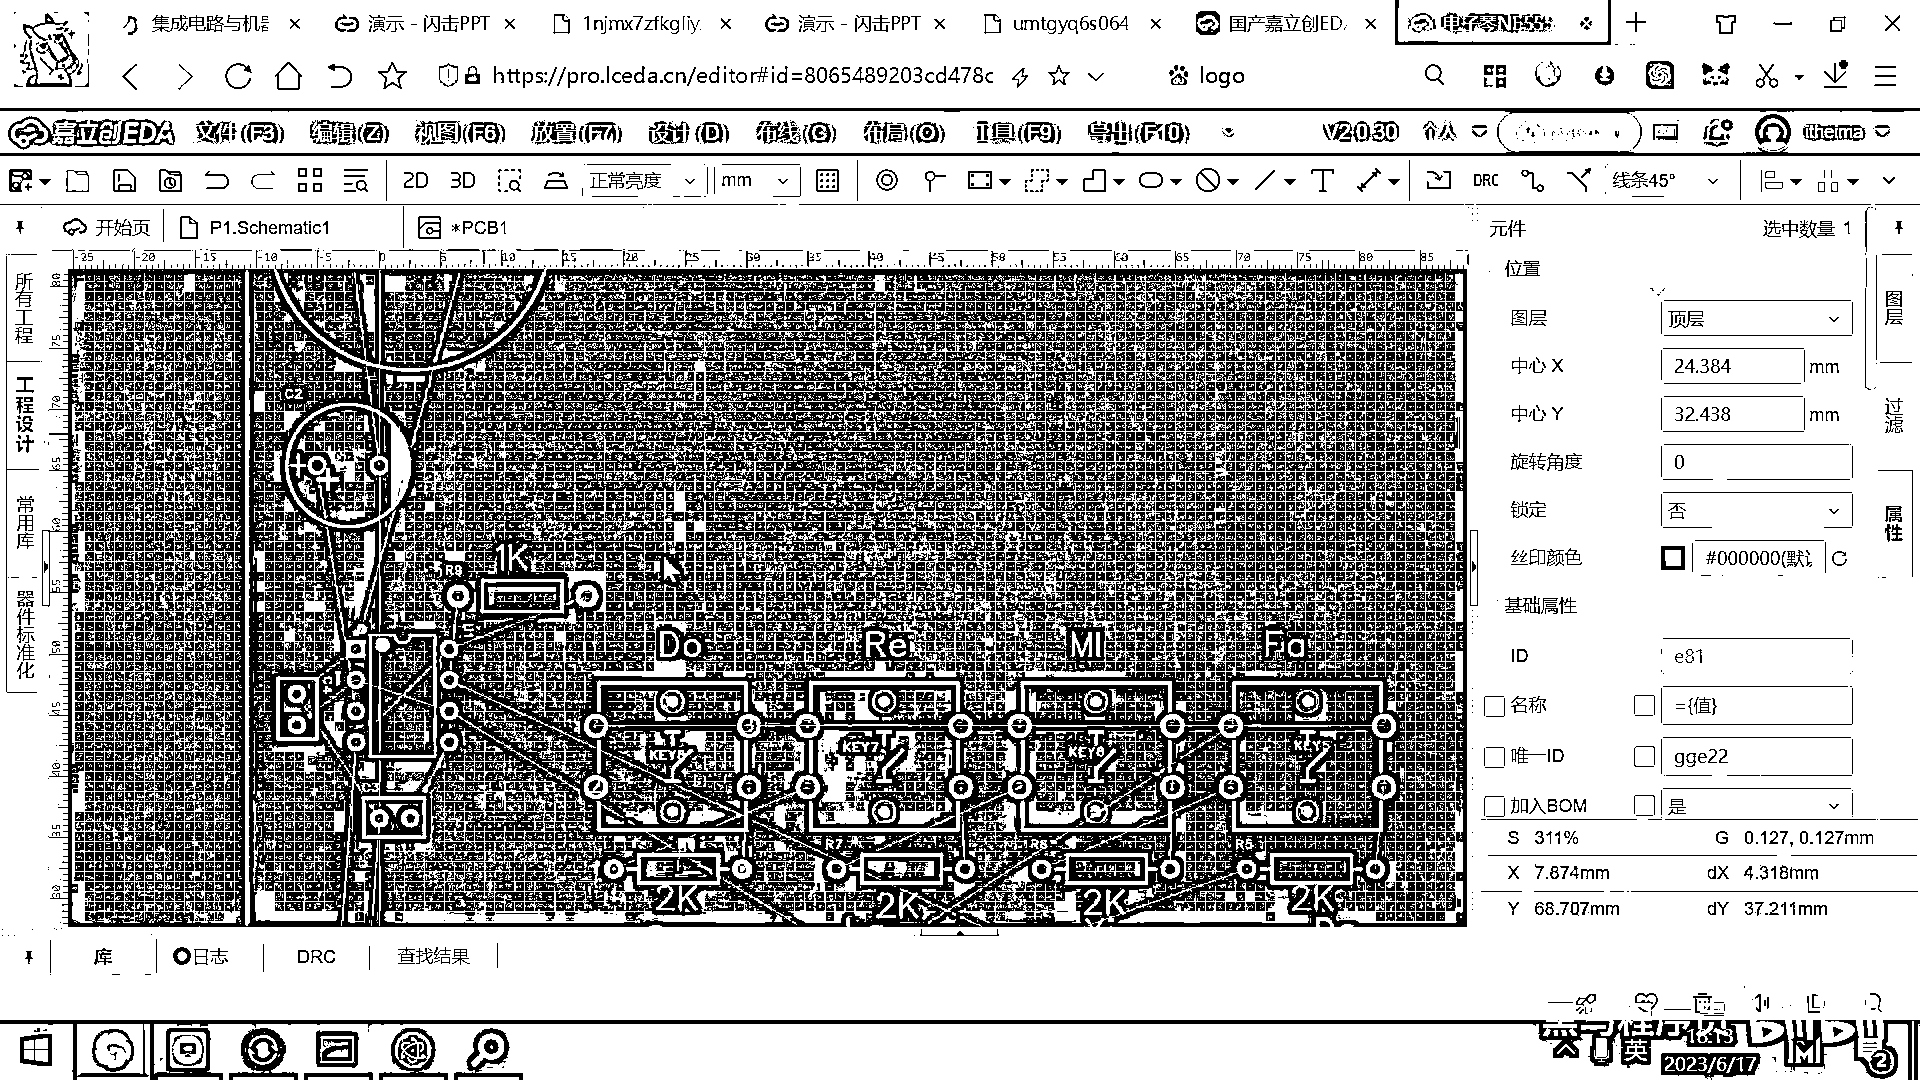 集成电路与机器
演示 - 闪击PPT
1njmx7zfkgliy.
演示 - 闪击PPT
umtgyq6s064
国产嘉立创ED
电子琴NE555
https://pro.lceda.cn/editor#id=8065489203cd478c
logo
嘉立创EDA 文件(F3) 编辑(Z) 视图(F6) 放置(F7) 设计(D) 布线(G) 布局(O) 工具(F9) 导出(F10) V2.0.30 个人 itheima
2D 3D 正常亮度 mm DRC 线条45°
开始页 P1.Schematic1 *PCB1
元件 选中数量 1
所有工程
工程设计
常用库
器件标准化
C2
1K
R9
Do Re MI Fa
KEY7 KEY6 KEY5
R7 R6 R5
2K 2K 2K 2K
位置
图层 顶层
中心 X 24.384 mm
中心 Y 32.438 mm
旋转角度 0
锁定 否
丝印颜色 #000000(默认
基础属性
ID e81
名称 ={值}
唯一ID gge22
加入BOM 是
S 311% G 0.127, 0.127mm
X 7.874mm dX 4.318mm
Y 68.707mm dY 37.211mm
图层
过滤
属性
库 日志 DRC 查找结果
英
2023/6/17